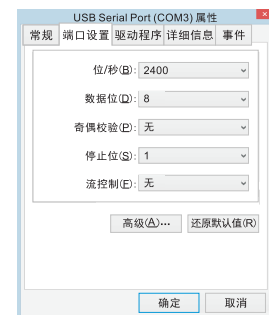 USB Serial Port (COM3) 属性
常规 端口设置 驱动程序 详细信息 事件
位/秒(B): 2400
数据位(D): 8
奇偶校验(P): 无
停止位(S): 1
流控制(F): 无
高级(A)... 还原默认值(R)
确定 取消